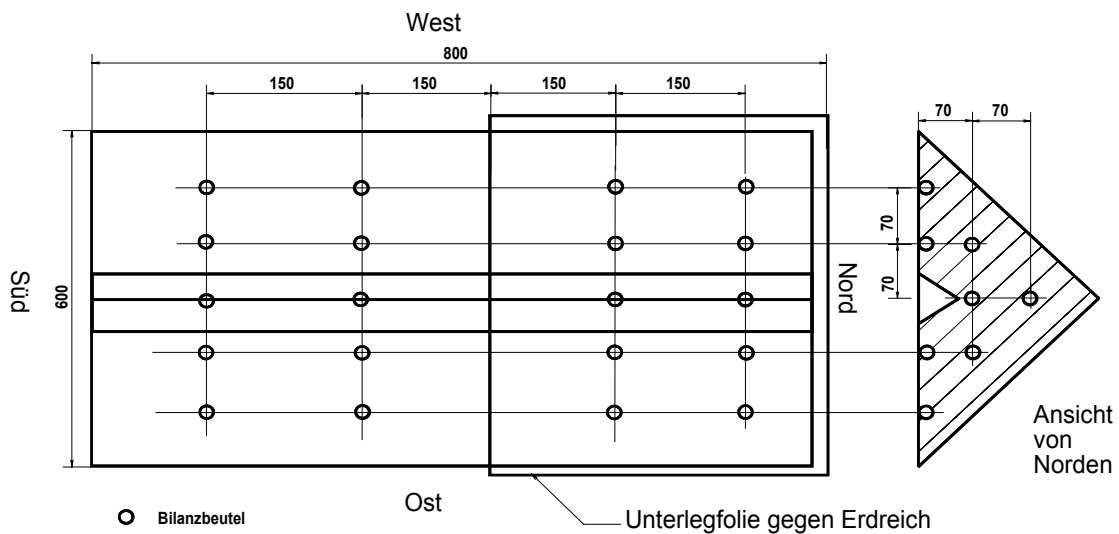 West
800
150 150 150 150
70 70
Süd
600
Nord
70
70
Ansicht
von
Norden
Ost
Bilanzbeutel
Unterlegfolie gegen Erdreich